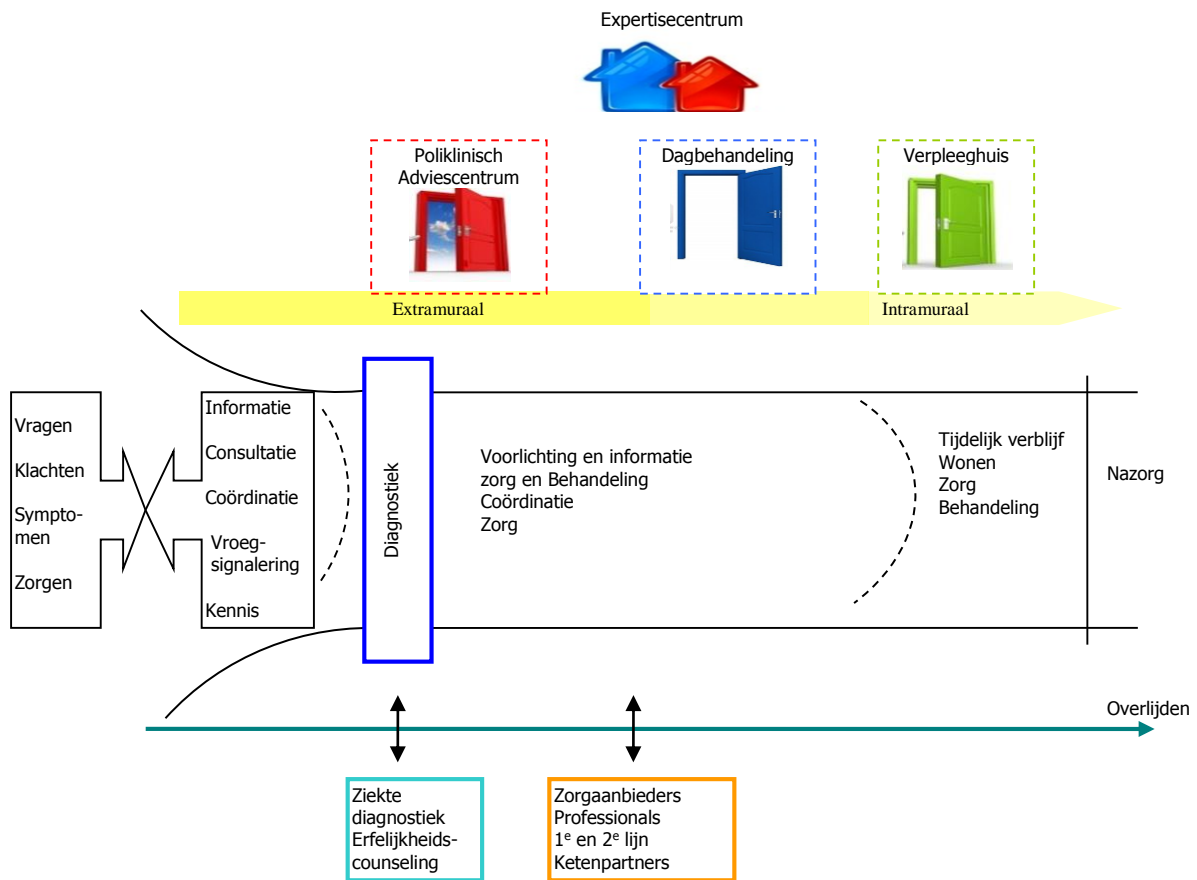 Expertisecentrum
Poliklinisch
Adviescentrum
Dagbehandeling
Verpleeghuis
Extramuraal
Intramuraal
Vragen
Klachten
Sympto-
men
Zorgen
Informatie
Consultatie
Coördinatie
Vroeg-
signalering
Kennis
Diagnostiek
Voorlichting en informatie
zorg en Behandeling
Coördinatie
Zorg
Tijdelijk verblijf
Wonen
Zorg
Behandeling
Nazorg
Overlijden
Ziekte
diagnostiek
Erfelijkheids-
counseling
Zorgaanbieders
Professionals
1e en 2e lijn
Ketenpartners